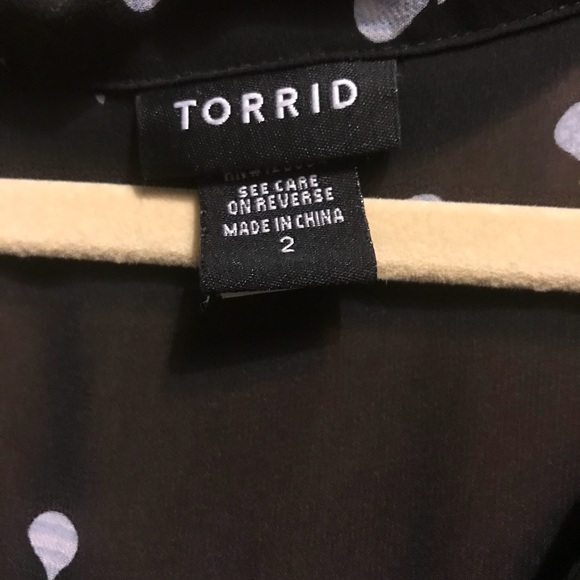 TORRID
SEE CARE
ON REVERSE
MADE IN CHINA
2